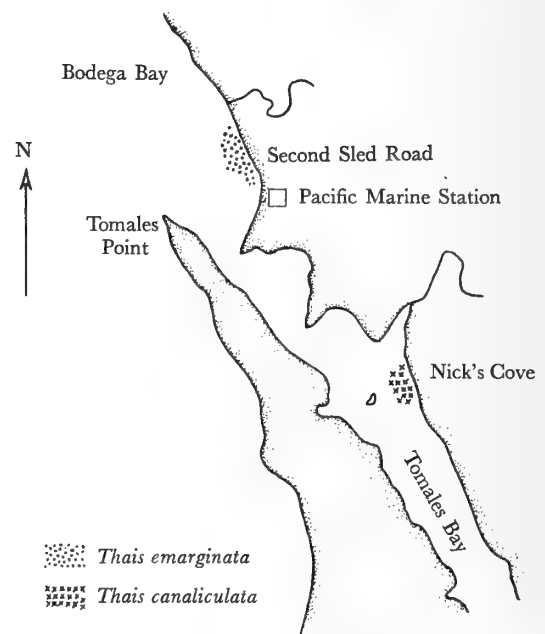 Bodega Bay
N
Second Sled Road
Pacific Marine Station
Tomales
Point
Nick's Cove
Tomales Bay
Thais emarginata
Thais canaliculata